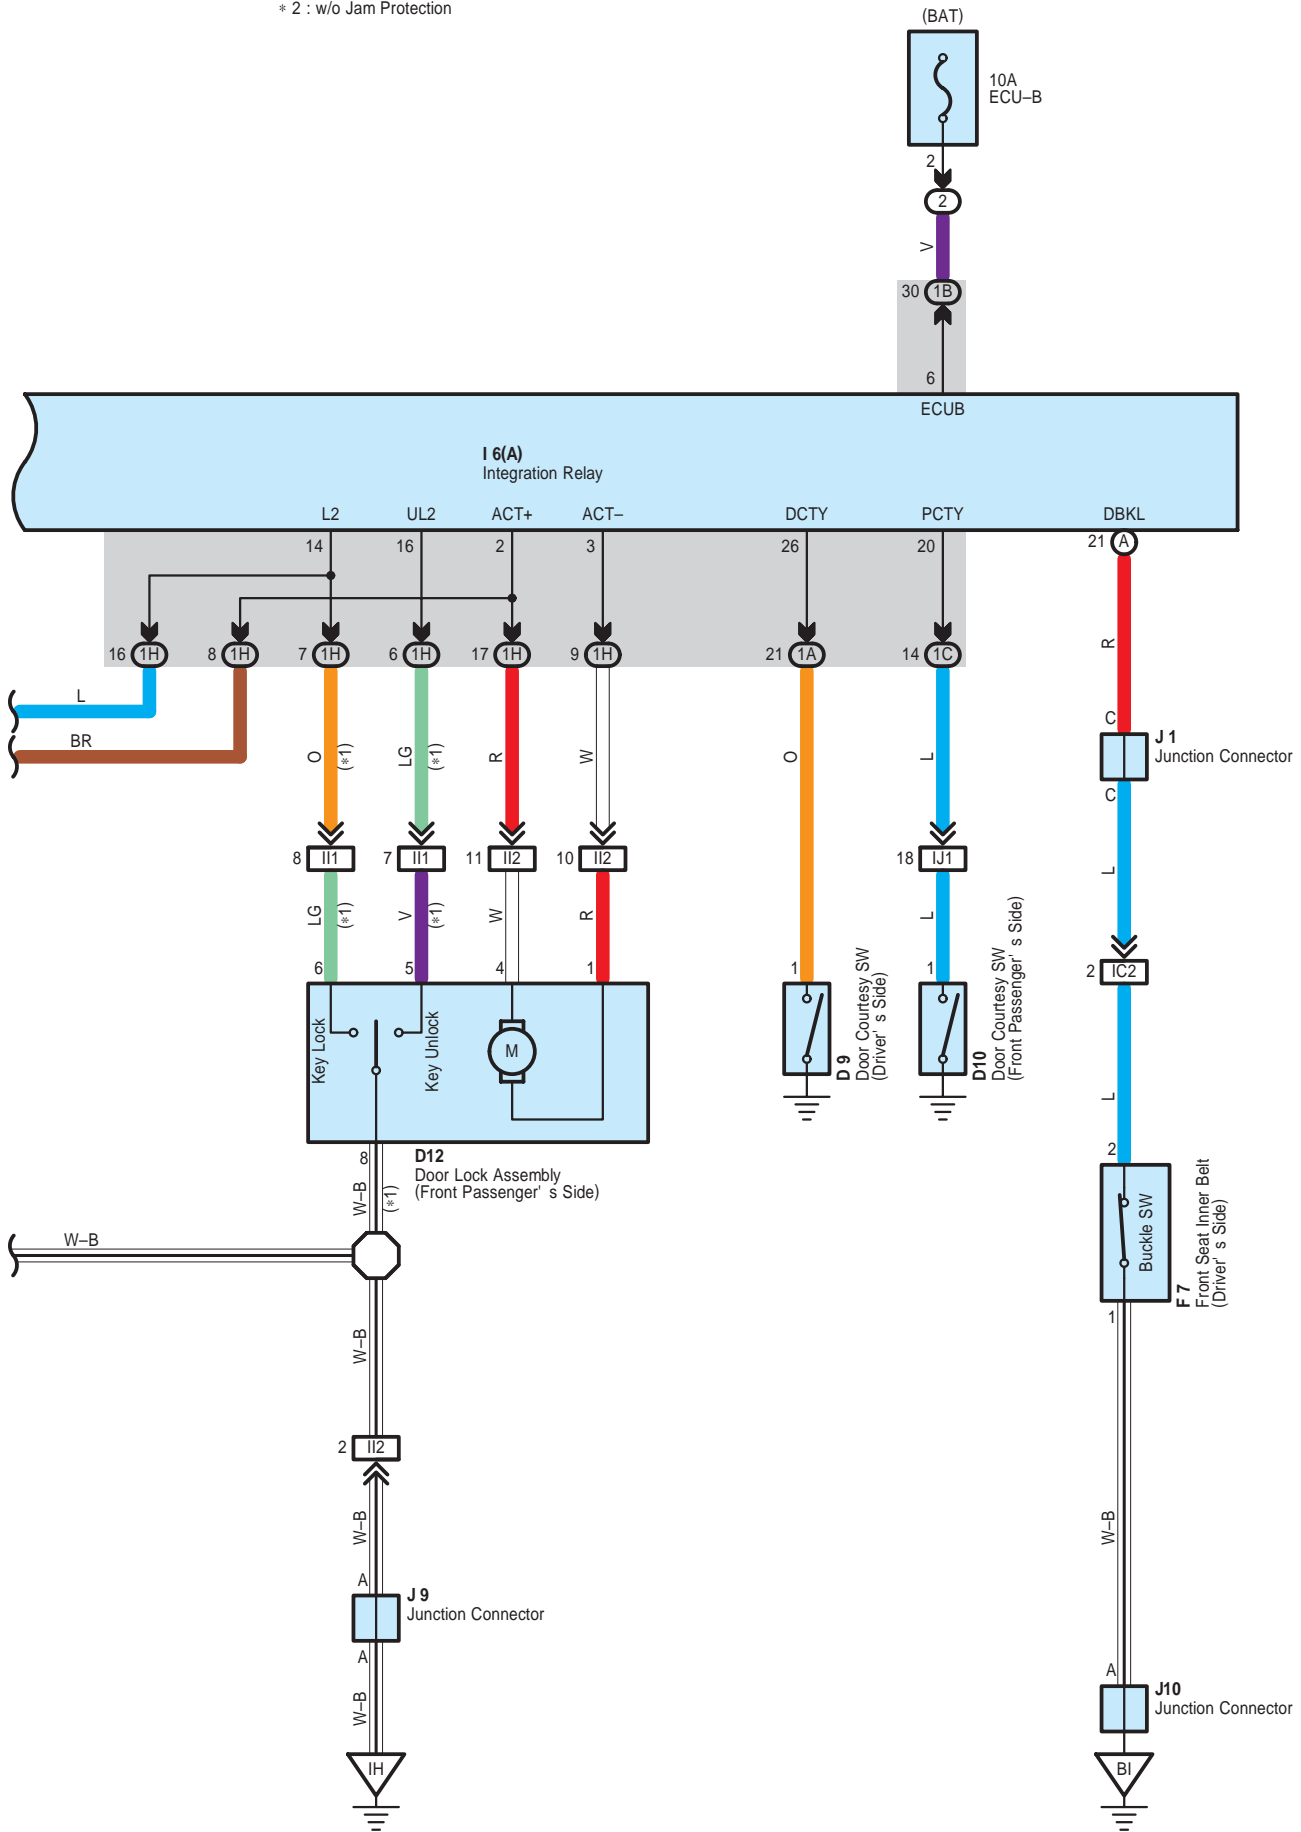 * 2 : w/o Jam Protection
(BAT)
10A
ECU–B
2
2
V
30 1B
6
ECUB
I 6(A)
Integration Relay
L2 UL2 ACT+ ACT– DCTY PCTY DBKL
14 16 2 3 26 20 21 A
16 1H 8 1H 7 1H 6 1H 17 1H 9 1H 21 1A 14 1C
R
L
BR
O (*1) LG (*1) R W O L
C
J 1
Junction Connector
C
8 II1 7 II1 11 II2 10 II2 18 IJ1
L
LG (*1) V (*1) W R L
2 IC2
6 5 4 1 1 1
Key Lock
Key Unlock
M
D 9
Door Courtesy SW
(Driver' s Side)
D10
Door Courtesy SW
(Front Passenger' s Side)
L
8
D12
Door Lock Assembly
(Front Passenger' s Side)
2
W–B (*1)
Buckle SW
F 7
Front Seat Inner Belt
(Driver' s Side)
W–B
1
W–B
2 II2
W–B
W–B
A
J 9
Junction Connector
A
W–B
A
J10
Junction Connector
IH
BI